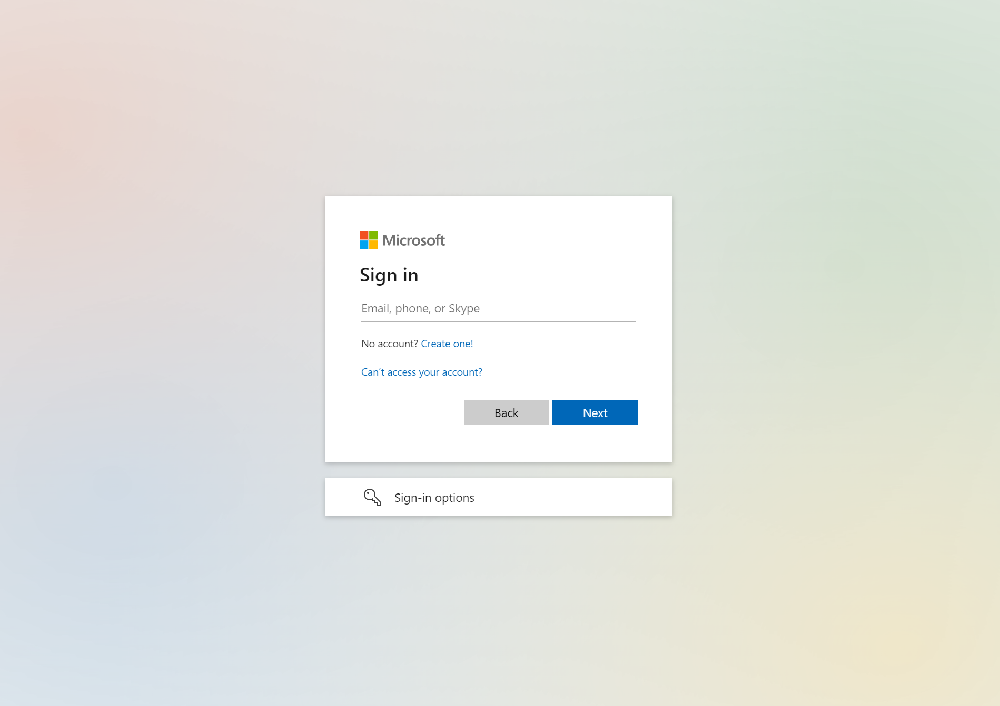 Microsoft
Sign in
Email, phone, or Skype
No account? Create one!
Can't access your account?
Back
Next
Sign-in options